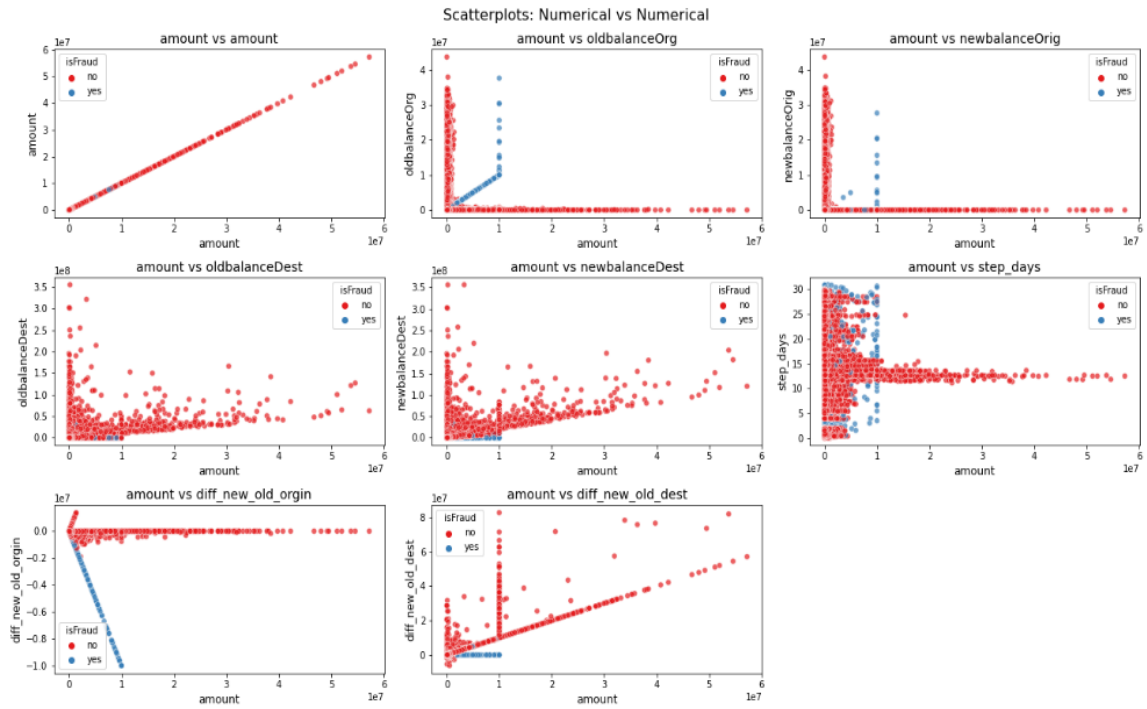 Scatterplots: Numerical vs Numerical
amount vs amount
1e7
isFraud
no
yes
amount
6
5
4
3
2
1
0
0 1 2 3 4 5 6
1e7
amount
amount vs oldbalanceOrg
1e7
isFraud
no
yes
oldbalanceOrg
4
3
2
1
0
0 1 2 3 4 5 6
1e7
amount
amount vs newbalanceOrig
1e7
isFraud
no
yes
newbalanceOrig
4
3
2
1
0
0 1 2 3 4 5 6
1e7
amount
amount vs oldbalanceDest
1e8
isFraud
no
yes
oldbalanceDest
3.5
3.0
2.5
2.0
1.5
1.0
0.5
0.0
0 1 2 3 4 5 6
1e7
amount
amount vs newbalanceDest
1e8
isFraud
no
yes
newbalanceDest
3.5
3.0
2.5
2.0
1.5
1.0
0.5
0.0
0 1 2 3 4 5 6
1e7
amount
amount vs step_days
isFraud
no
yes
step_days
30
25
20
15
10
5
0
0 1 2 3 4 5 6
1e7
amount
amount vs diff_new_old_orgin
1e7
isFraud
no
yes
diff_new_old_orgin
0.0
−0.2
−0.4
−0.6
−0.8
−1.0
0 1 2 3 4 5 6
1e7
amount
amount vs diff_new_old_dest
1e7
isFraud
no
yes
diff_new_old_dest
8
6
4
2
0
0 1 2 3 4 5 6
1e7
amount